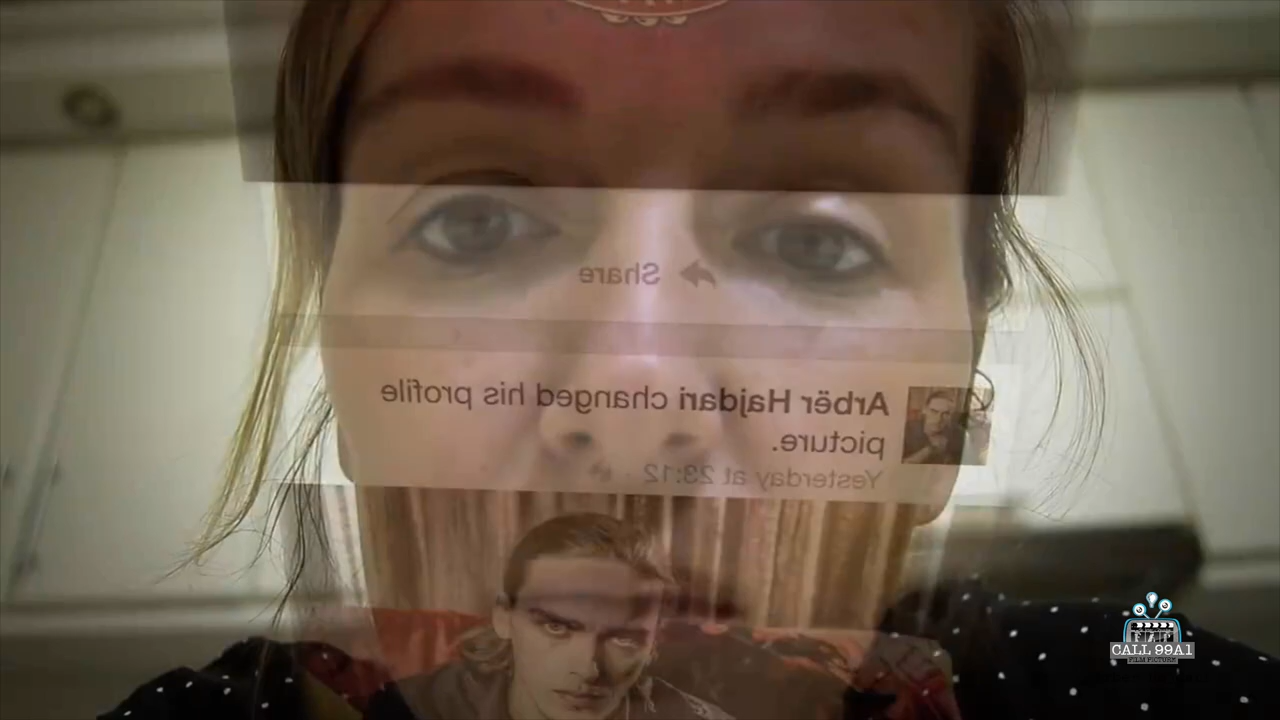 Share
Arbër Hajdari changed his profile
picture.
Yesterday at 23:12
CALL 99A1